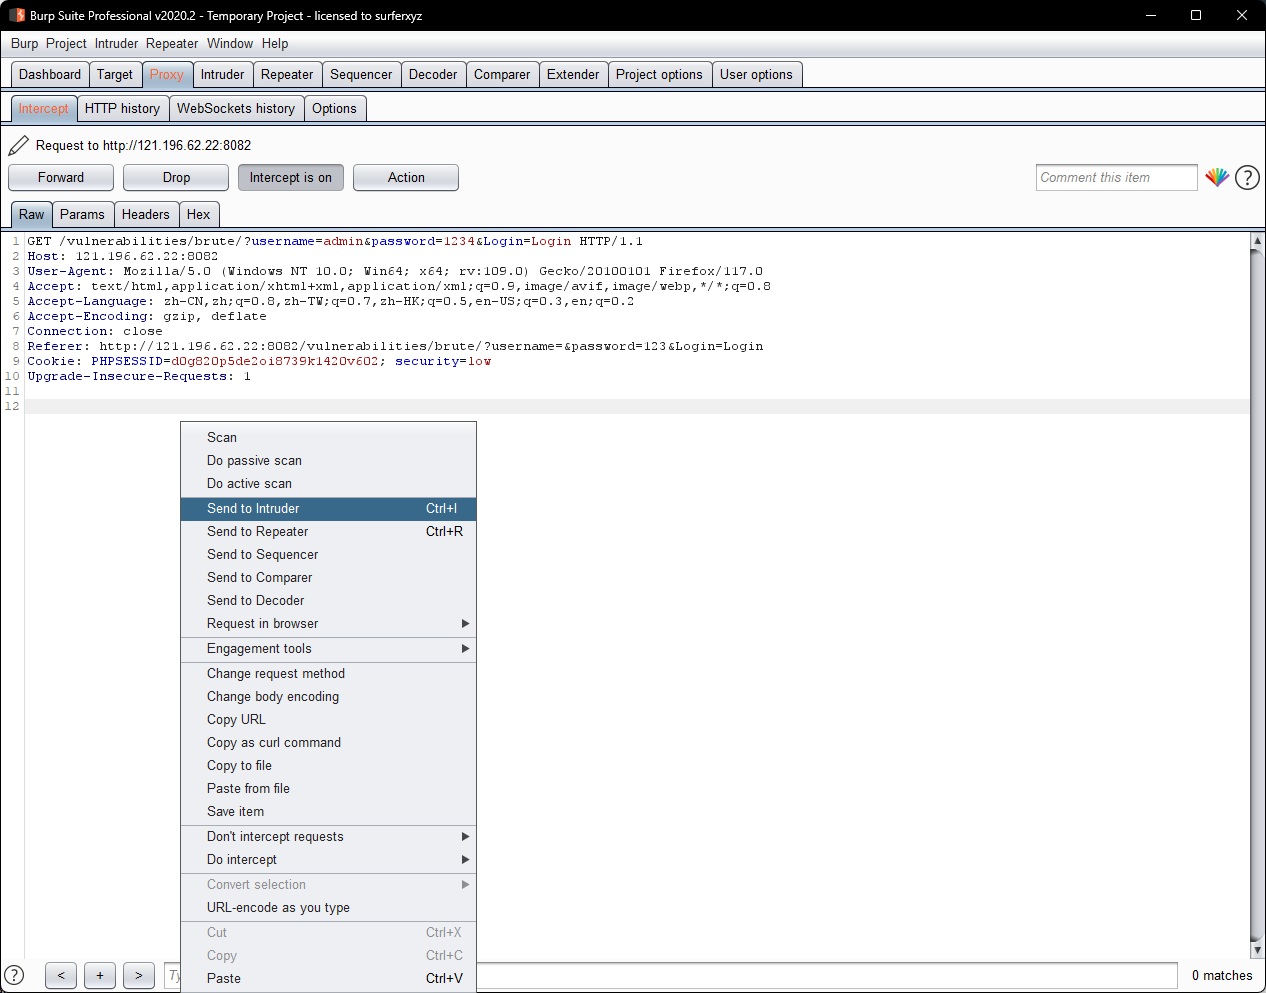 Burp Suite Professional v2020.2 - Temporary Project - licensed to surferxyz
Burp Project Intruder Repeater Window Help
Dashboard Target Proxy Intruder Repeater Sequencer Decoder Comparer Extender Project options User options
Intercept HTTP history WebSockets history Options
Request to http://121.196.62.22:8082
Forward Drop Intercept is on Action Comment this item ?
Raw Params Headers Hex
1 GET /vulnerabilities/brute/?username=admin&password=1234&Login=Login HTTP/1.1
2 Host: 121.196.62.22:8082
3 User-Agent: Mozilla/5.0 (Windows NT 10.0; Win64; x64; rv:109.0) Gecko/20100101 Firefox/117.0
4 Accept: text/html,application/xhtml+xml,application/xml;q=0.9,image/avif,image/webp,*/*;q=0.8
5 Accept-Language: zh-CN,zh;q=0.8,zh-TW;q=0.7,zh-HK;q=0.5,en-US;q=0.3,en;q=0.2
6 Accept-Encoding: gzip, deflate
7 Connection: close
8 Referer: http://121.196.62.22:8082/vulnerabilities/brute/?username=&password=123&Login=Login
9 Cookie: PHPSESSID=d0g820p5de2oi8739k1420v602; security=low
10 Upgrade-Insecure-Requests: 1
11
12
Scan
Do passive scan
Do active scan
Send to Intruder Ctrl+I
Send to Repeater Ctrl+R
Send to Sequencer
Send to Comparer
Send to Decoder
Request in browser
Engagement tools
Change request method
Change body encoding
Copy URL
Copy as curl command
Copy to file
Paste from file
Save item
Don't intercept requests
Do intercept
Convert selection
URL-encode as you type
Cut Ctrl+X
Copy Ctrl+C
Paste Ctrl+V
? < + > Ty 0 matches